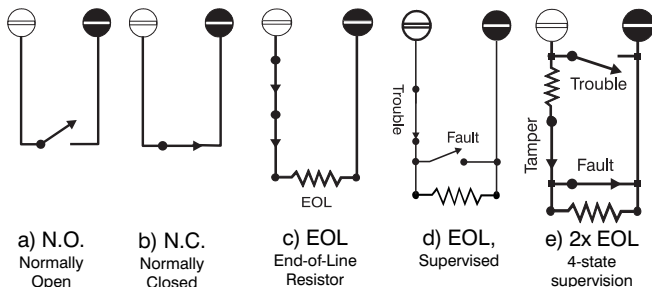 Trouble
Fault
EOL
Trouble
Tamper
Fault
a) N.O.
Normally
Open
b) N.C.
Normally
Closed
c) EOL
End-of-Line
Resistor
d) EOL,
Supervised
e) 2x EOL
4-state
supervision